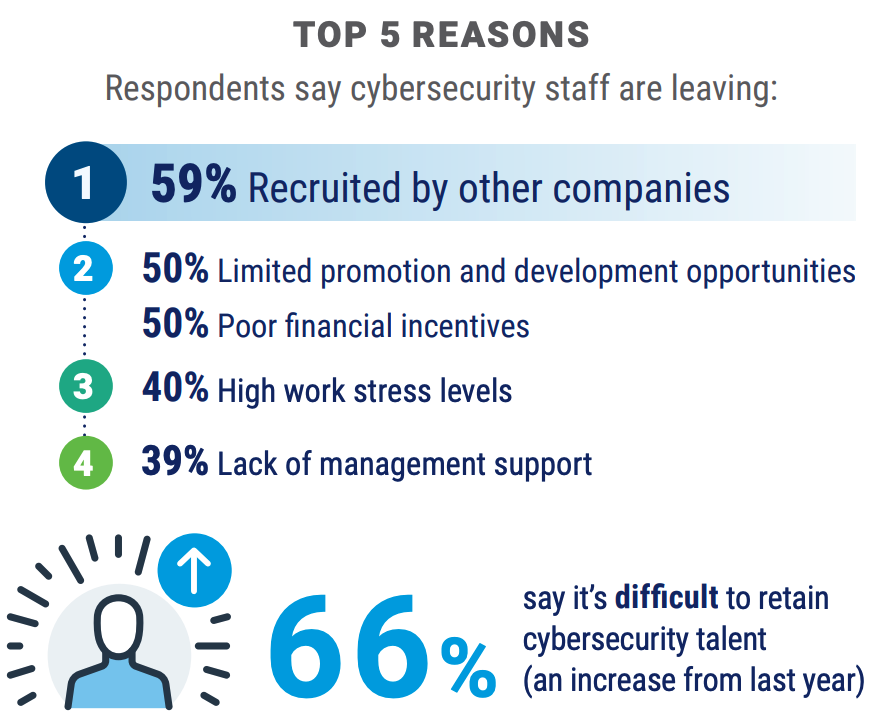 TOP 5 REASONS
Respondents say cybersecurity staff are leaving:
1 59% Recruited by other companies
2 50% Limited promotion and development opportunities
50% Poor financial incentives
3 40% High work stress levels
4 39% Lack of management support
66%
say it’s difficult to retain
cybersecurity talent
(an increase from last year)